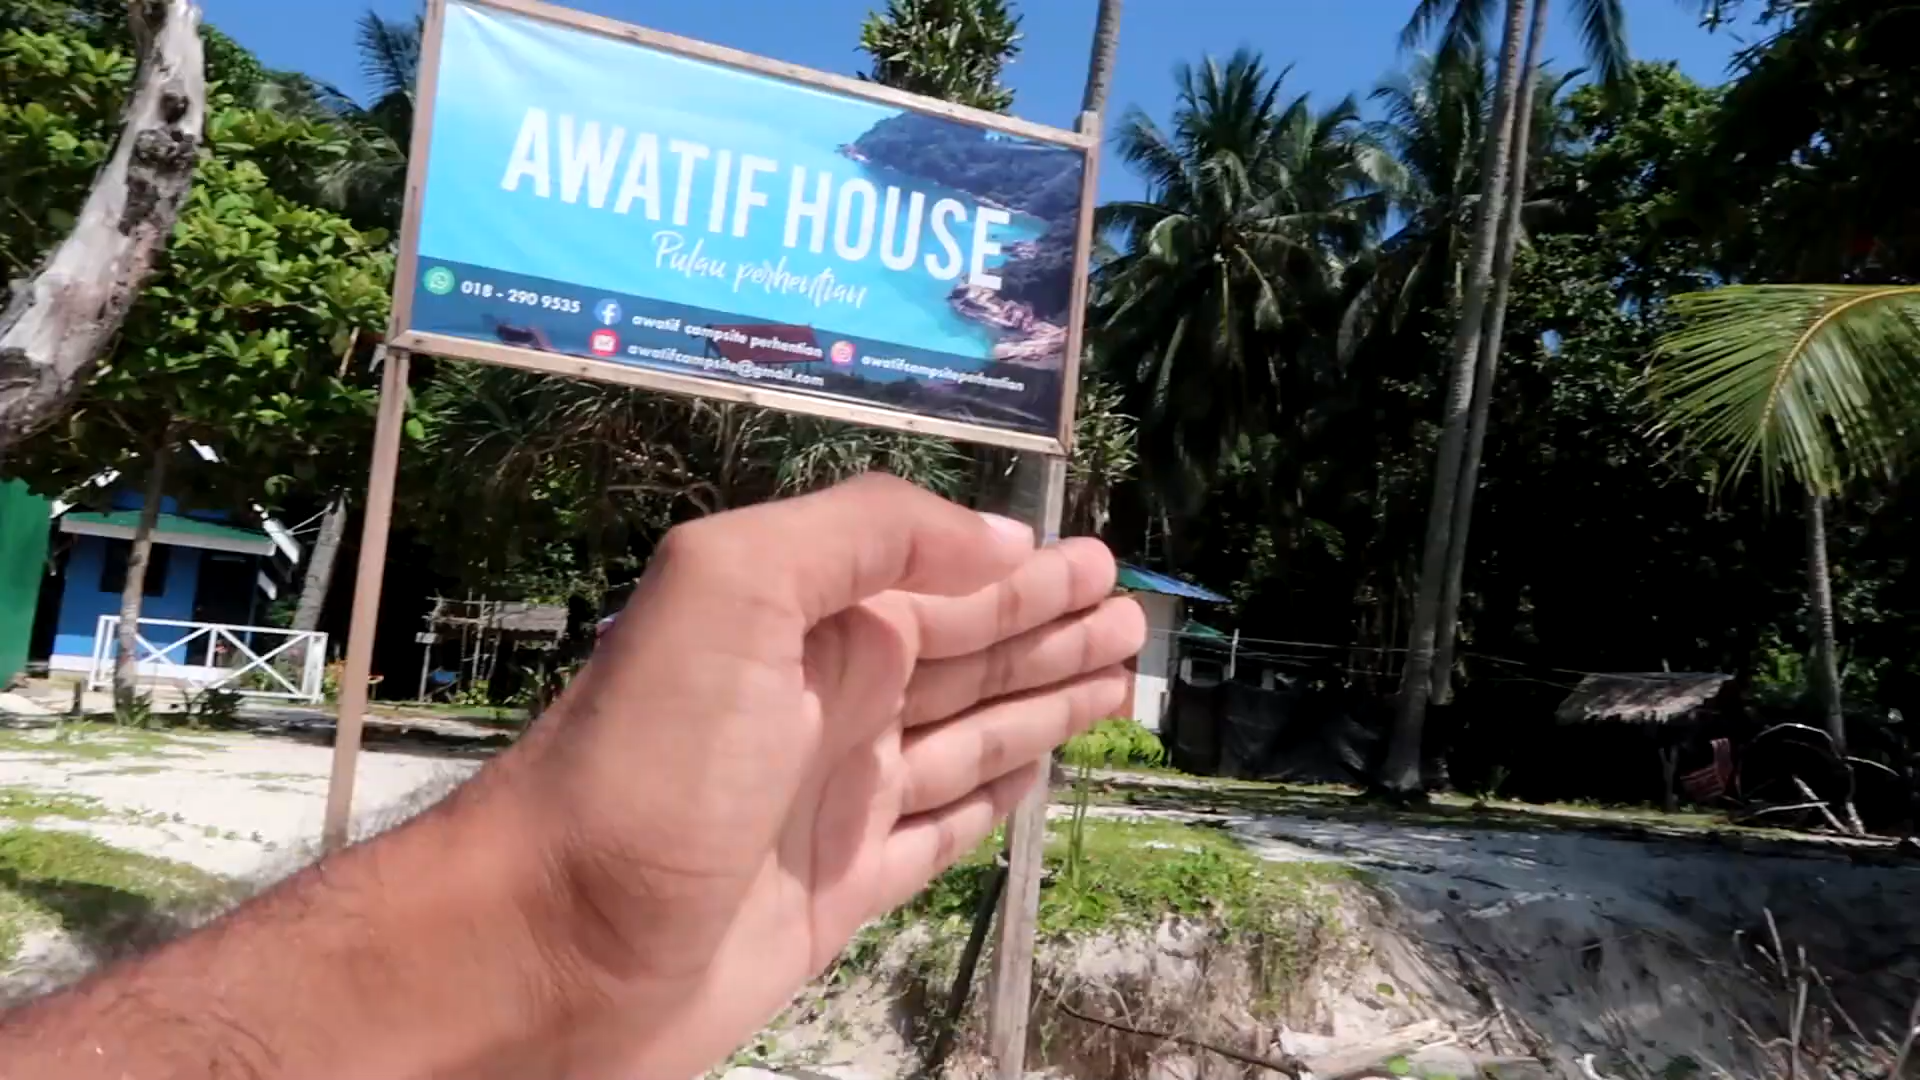 AWATIF HOUSE
Pulau perhentian
018 - 290 9535
awatif campsite perhentian
awatifcampsite@gmail.com
awatifcampsiteperhentian